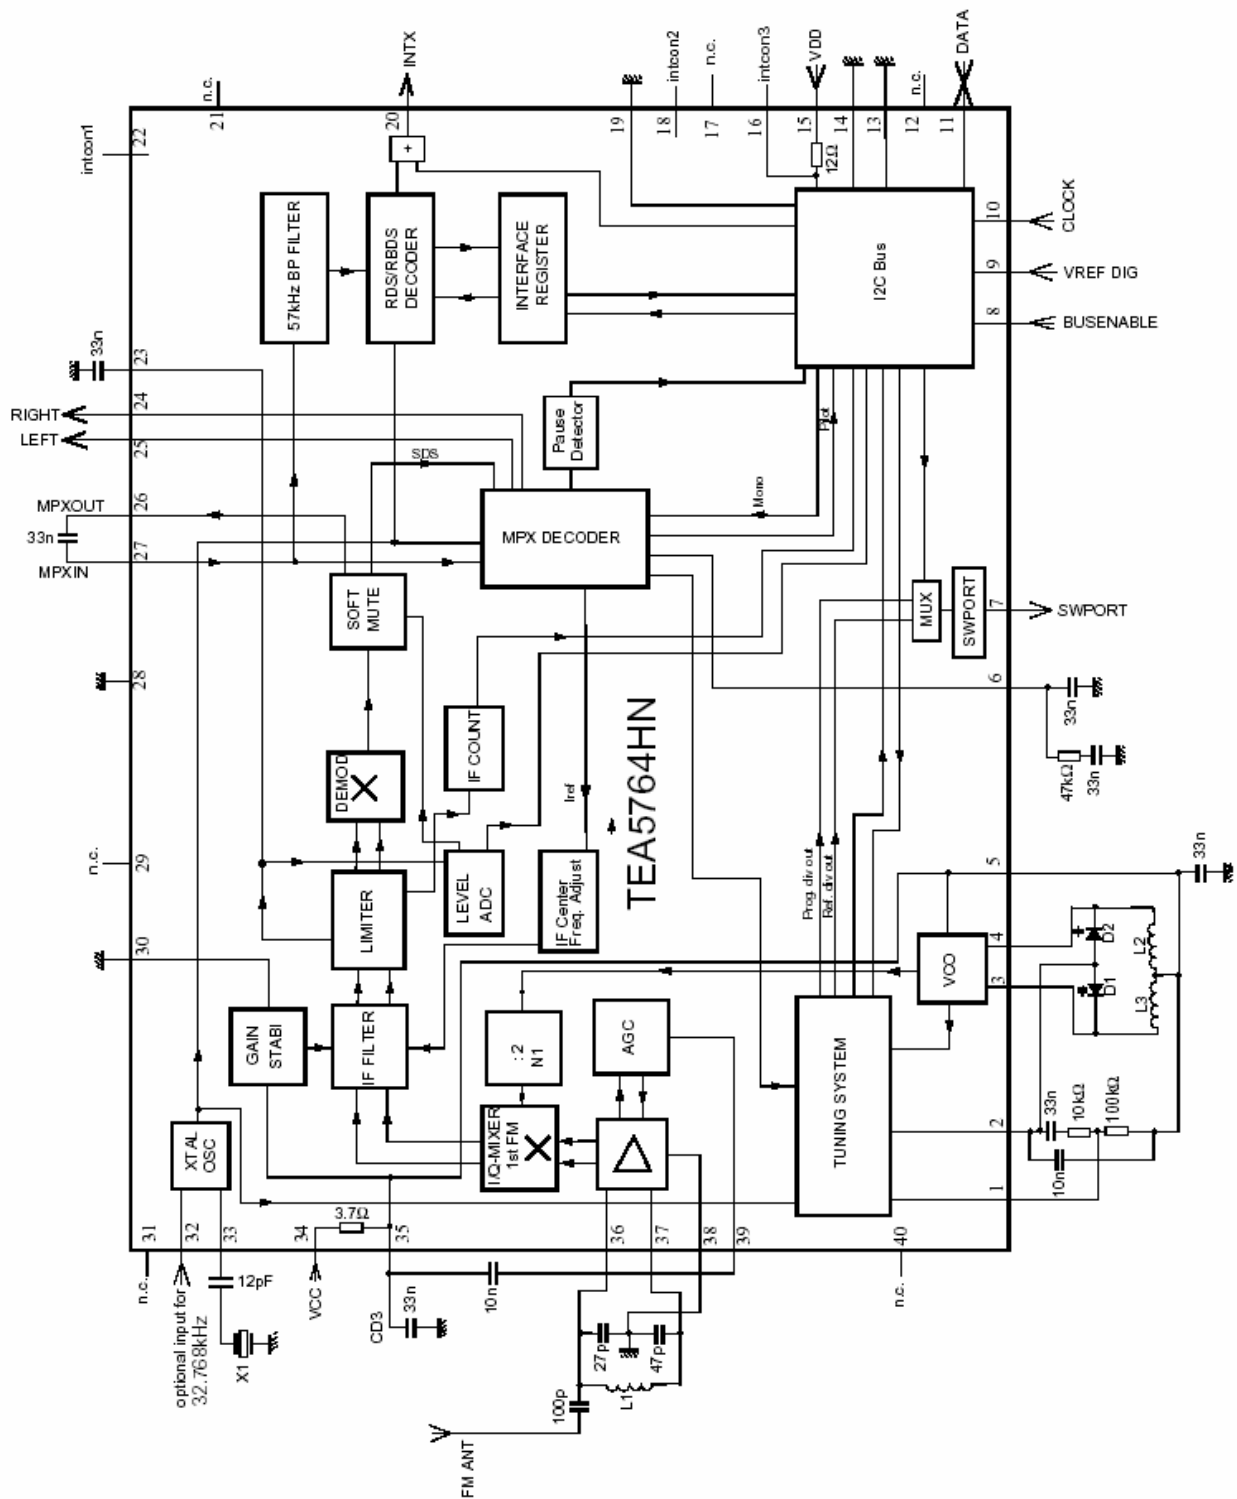 intcon1
22
n.c.
21
INTX
20
19
intcon2
18
n.c.
17
intcon3
16
VDD
15
12Ω
14
13
n.c.
12
DATA
11
33n
23
RIGHT
24
LEFT
25
MPXOUT
26
33n
27
MPXIN
28
n.c.
29
30
57kHz BP FILTER
RDS/RBDS
DECODER
+
INTERFACE
REGISTER
I2C Bus
10
CLOCK
9
VREF DIG
8
BUSENABLE
SDS
Pause
Detector
Mono
Pilot
MPX DECODER
SOFT
MUTE
MUX
SWPORT
7
SWPORT
6
33n
47kΩ
33n
DEMOD
IF COUNT
Iref
TEA5764HN
LIMITER
LEVEL
ADC
IF Center
Freq. Adjust
Prog. div out
Ref. div out
5
33n
VCO
4
3
D2
D1
L2
L3
GAIN
STABI
IF FILTER
: 2
N1
AGC
TUNING SYSTEM
XTAL
OSC
I/Q-MIXER
1st FM
2
33n
10kΩ
100kΩ
10n
1
31
n.c.
32
optional input for
32.768kHz
33
12pF
X1
34
VCC
3.7Ω
35
CD3
33n
10n
36
37
38
39
40
n.c.
27p
47p
L1
100p
FM ANT